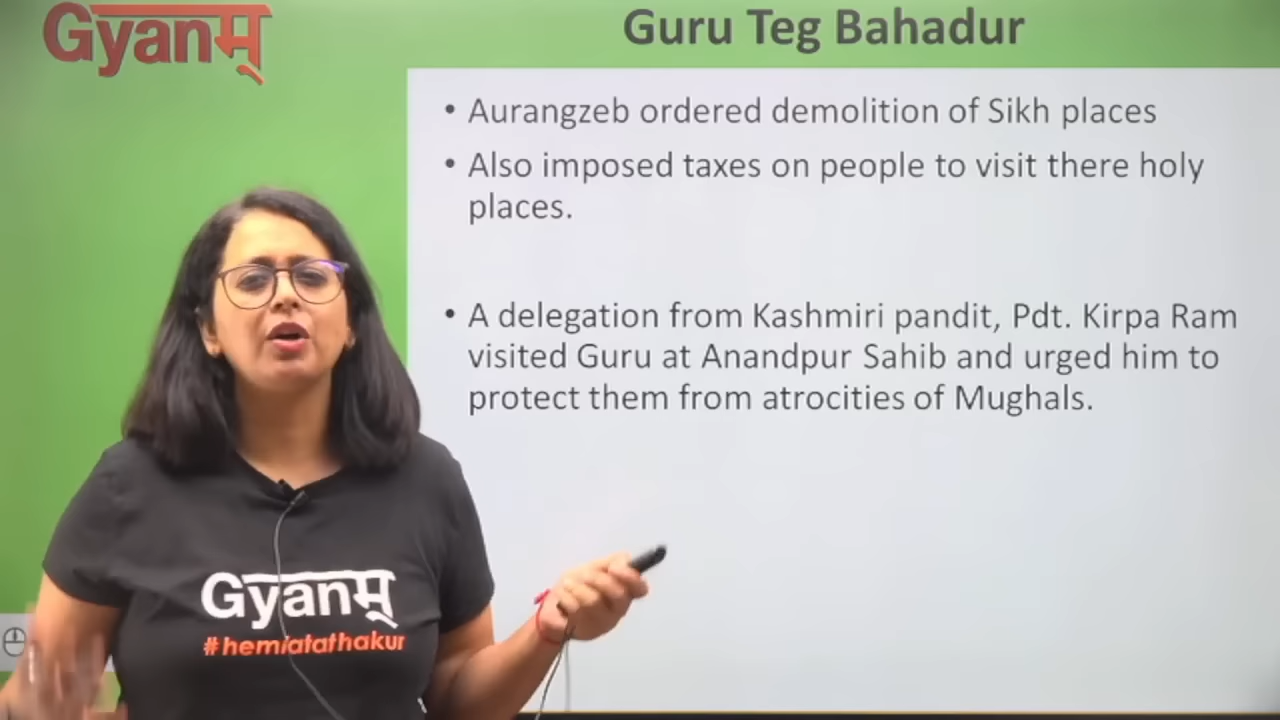 Gyanम्
Guru Teg Bahadur
• Aurangzeb ordered demolition of Sikh places
• Also imposed taxes on people to visit there holy
places.
• A delegation from Kashmiri pandit, Pdt. Kirpa Ram
visited Guru at Anandpur Sahib and urged him to
protect them from atrocities of Mughals.
Gyanम्
#hemlatathakur